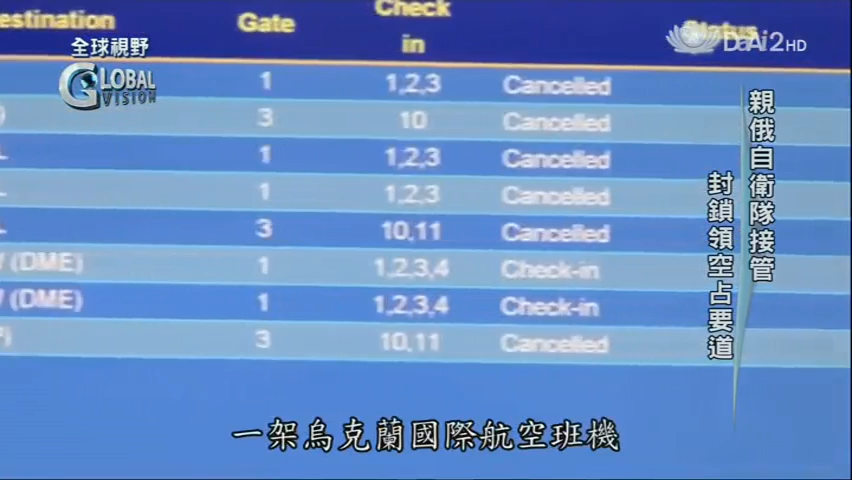 estination Gate Check in Status
1 1,2,3 Cancelled
3 10 Cancelled
1 1,2,3 Cancelled
1 1,2,3 Cancelled
3 10,11 Cancelled
(DME) 1 1,2,3,4 Check-in
(DME) 1 1,2,3,4 Check-in
3 10,11 Cancelled
全球視野
GLOBAL
VISION
DaAi2HD
親俄自衛隊接管
封鎖領空占要道
一架烏克蘭國際航空班機